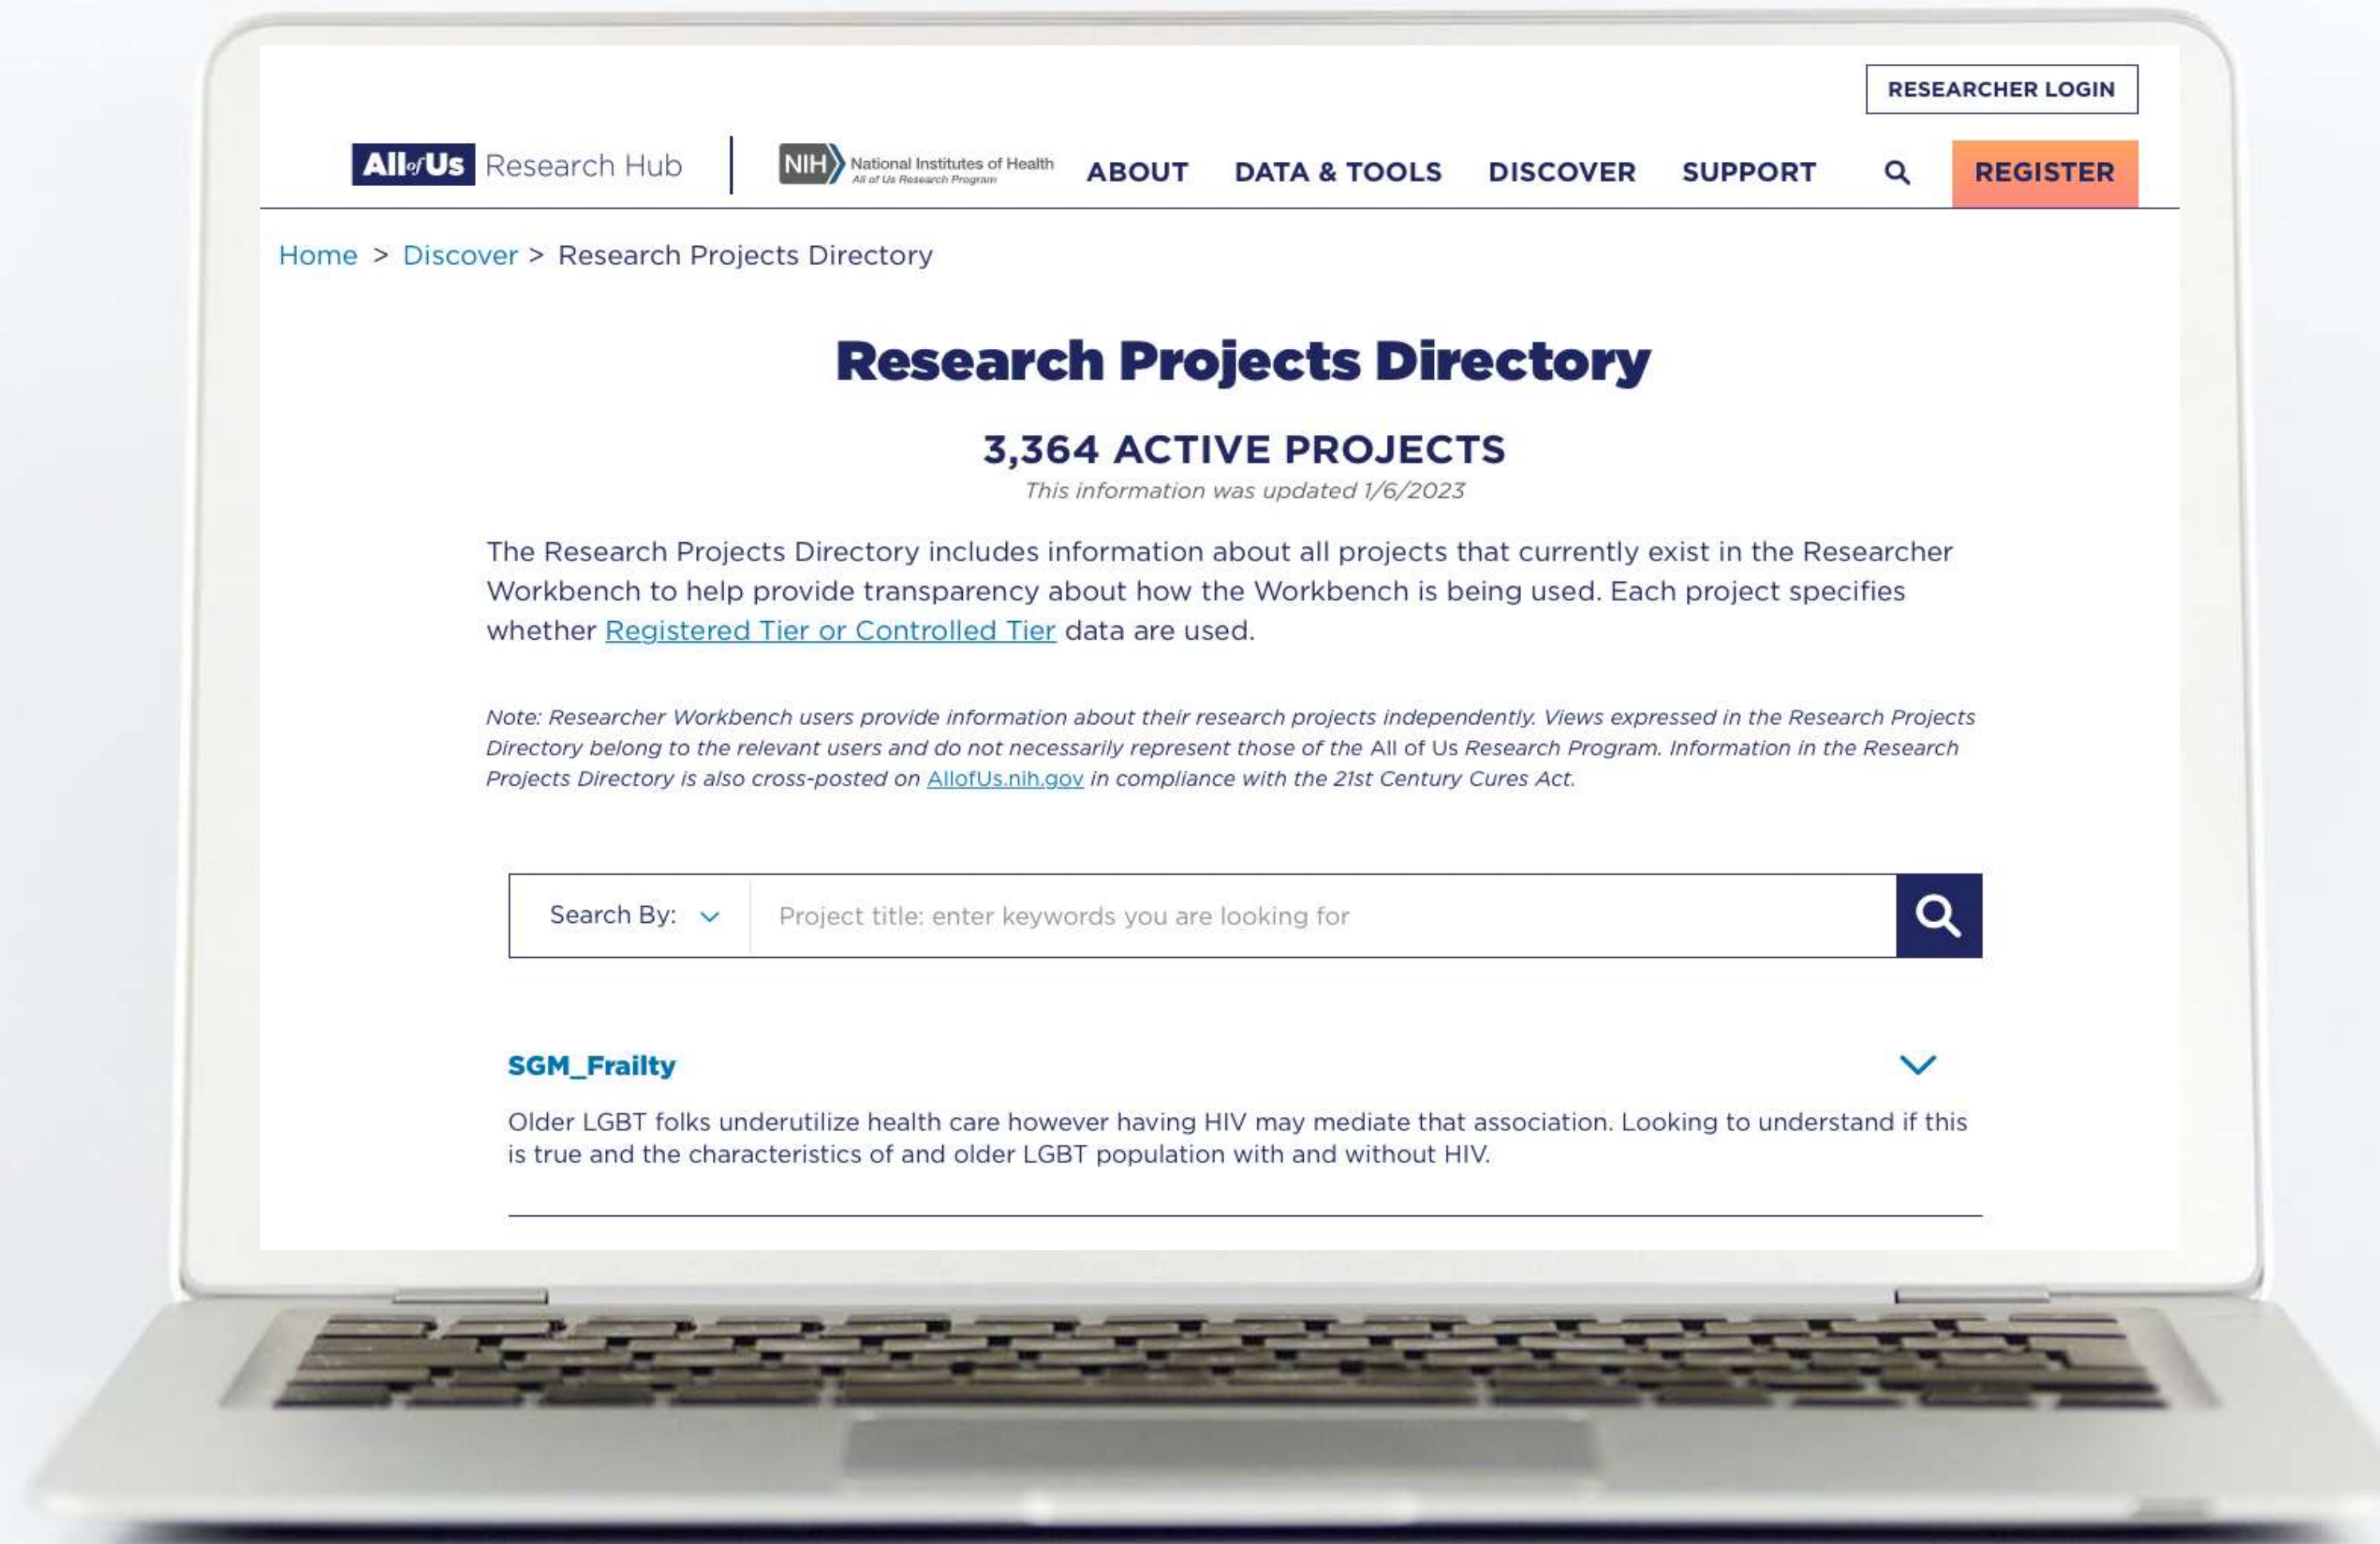 RESEARCHER LOGIN
All of Us Research Hub
NIH National Institutes of Health
All of Us Research Program
ABOUT DATA & TOOLS DISCOVER SUPPORT REGISTER
Home > Discover > Research Projects Directory
Research Projects Directory
3,364 ACTIVE PROJECTS
This information was updated 1/6/2023
The Research Projects Directory includes information about all projects that currently exist in the Researcher
Workbench to help provide transparency about how the Workbench is being used. Each project specifies
whether Registered Tier or Controlled Tier data are used.
Note: Researcher Workbench users provide information about their research projects independently. Views expressed in the Research Projects
Directory belong to the relevant users and do not necessarily represent those of the All of Us Research Program. Information in the Research
Projects Directory is also cross-posted on AllofUs.nih.gov in compliance with the 21st Century Cures Act.
Search By: Project title: enter keywords you are looking for
SGM_Frailty
Older LGBT folks underutilize health care however having HIV may mediate that association. Looking to understand if this
is true and the characteristics of and older LGBT population with and without HIV.